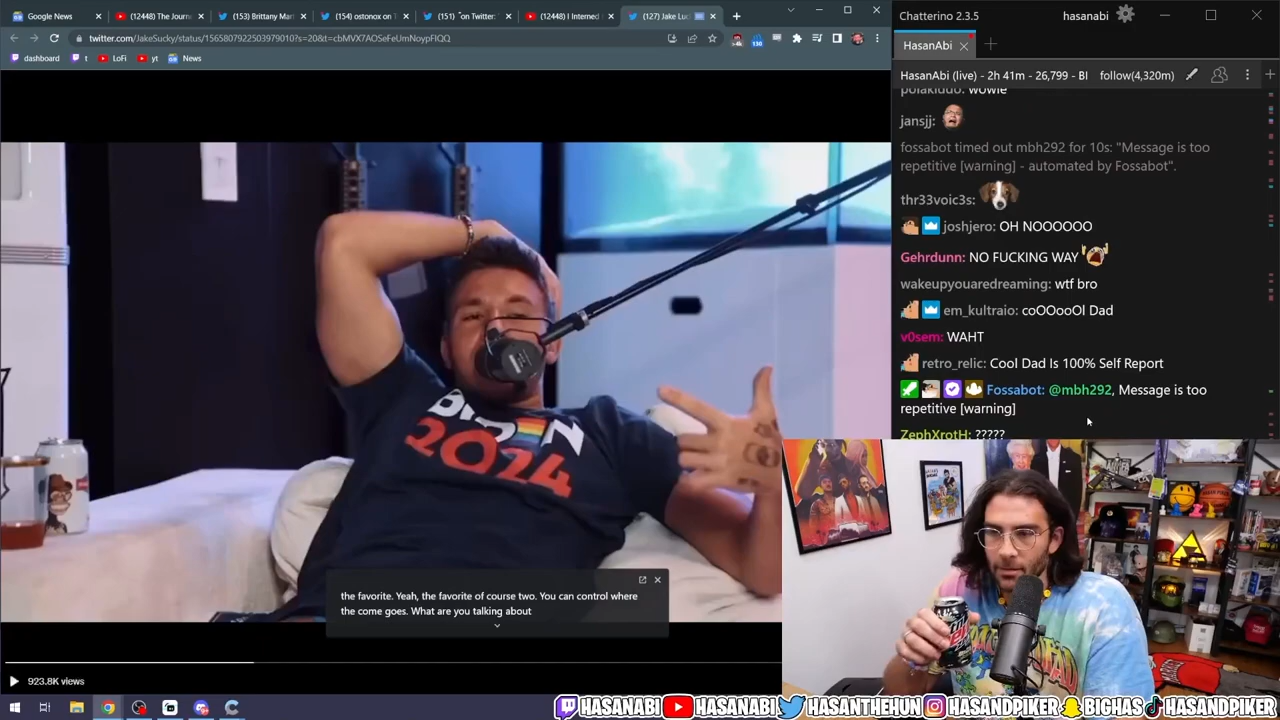 Google News
(12448) The Journ
(153) Brittany Mar
(154) ostonox on T
(151) " on Twitter: "
(12448) I Interned
(127) Jake Luc
twitter.com/JakeSucky/status/1565807922503979010?s=20&t=cbMVX7AOSeFeUmNoypFIQQ
150
dashboard
t
LoFi
yt
News
Chatterino 2.3.5
hasanabi
HasanAbi
HasanAbi (live) - 2h 41m - 26,799 - BI
follow(4,320m)
polakiddo: wowie
jansjj:
fossabot timed out mbh292 for 10s: "Message is too
repetitive [warning] - automated by Fossabot".
thr33voic3s:
joshjero: OH NOOOOOO
Gehrdunn: NO FUCKING WAY
wakeupyouaredreaming: wtf bro
em_kultraio: coOOooOl Dad
v0sem: WAHT
retro_relic: Cool Dad Is 100% Self Report
Fossabot: @mbh292, Message is too
repetitive [warning]
ZephXrotH: ?????
BIDEN
2024
the favorite. Yeah, the favorite of course two. You can control where
the come goes. What are you talking about
923.8K views
HASANABI
HASANABI
HASANTHEHUN
HASANDPIKER
BIGHAS
HASANDPIKER